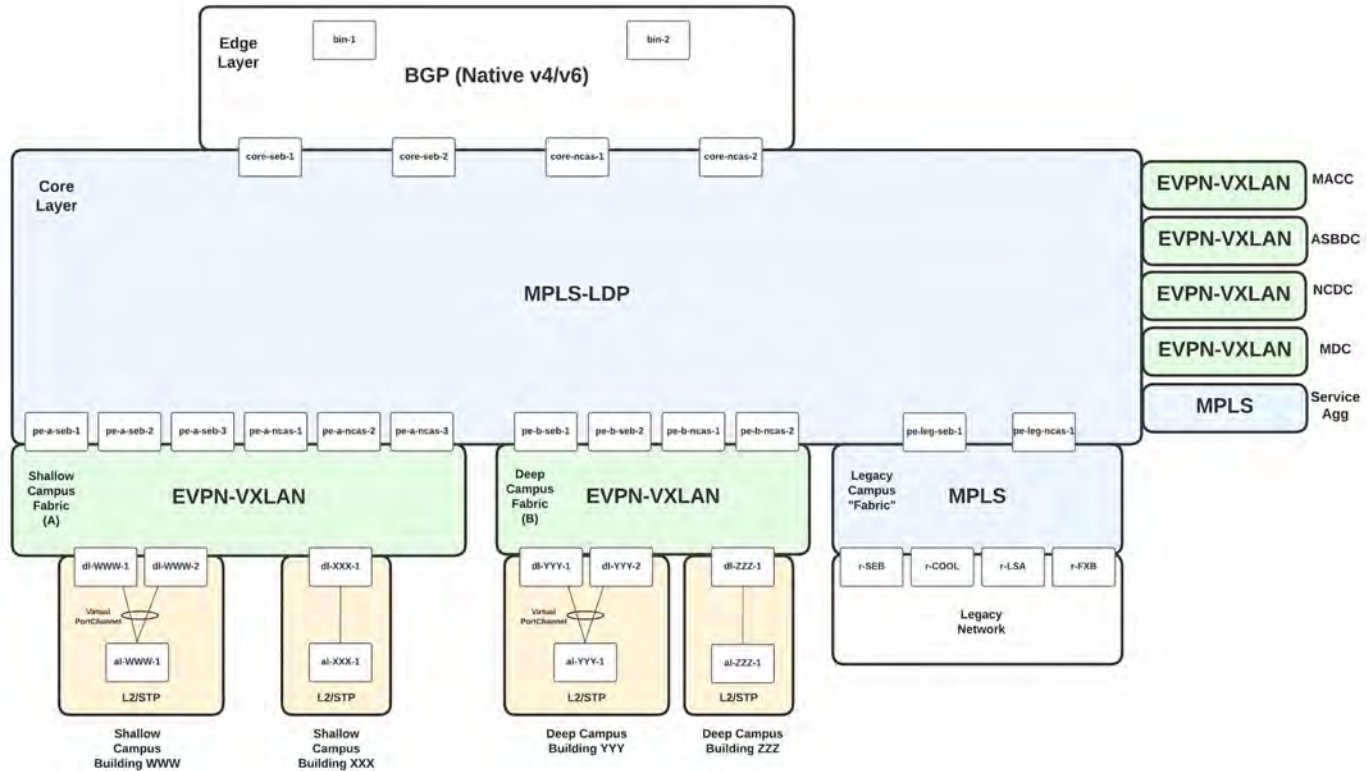 Edge
Layer
bin-1
bin-2
BGP (Native v4/v6)
core-seb-1
core-seb-2
core-ncas-1
core-ncas-2
Core
Layer
MPLS-LDP
EVPN-VXLAN
MACC
EVPN-VXLAN
ASBDC
EVPN-VXLAN
NCDC
EVPN-VXLAN
MDC
MPLS
Service
Agg
pe-a-seb-1
pe-a-seb-2
pe-a-seb-3
pe-a-ncas-1
pe-a-ncas-2
pe-a-ncas-3
pe-b-seb-1
pe-b-seb-2
pe-b-ncas-1
pe-b-ncas-2
pe-leg-seb-1
pe-leg-ncas-1
Shallow
Campus
Fabric
(A)
EVPN-VXLAN
Deep
Campus
Fabric
(B)
EVPN-VXLAN
Legacy
Campus
"Fabric"
MPLS
dl-WWW-1
dl-WWW-2
dl-XXX-1
dl-YYY-1
dl-YYY-2
dl-ZZZ-1
r-SEB
r-COOL
r-LSA
r-FXB
Virtual
PortChannel
Virtual
PortChannel
Legacy
Network
al-WWW-1
al-XXX-1
al-YYY-1
al-ZZZ-1
L2/STP
L2/STP
L2/STP
L2/STP
Shallow
Campus
Building WWW
Shallow
Campus
Building XXX
Deep Campus
Building YYY
Deep Campus
Building ZZZ